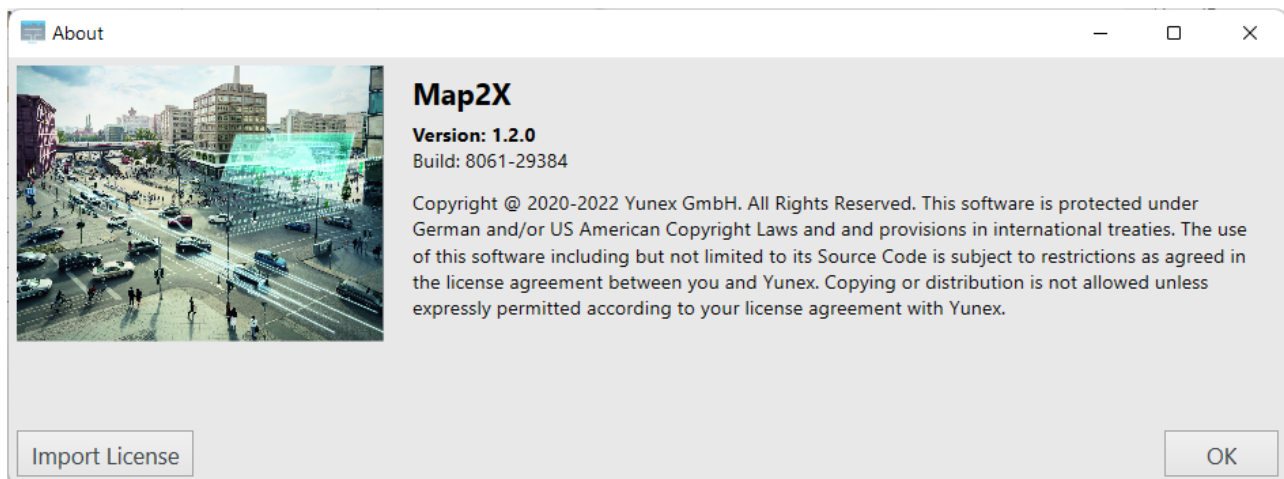 About
Map2X
Version: 1.2.0
Build: 8061-29384
Copyright @ 2020-2022 Yunex GmbH. All Rights Reserved. This software is protected under
German and/or US American Copyright Laws and and provisions in international treaties. The use
of this software including but not limited to its Source Code is subject to restrictions as agreed in
the license agreement between you and Yunex. Copying or distribution is not allowed unless
expressly permitted according to your license agreement with Yunex.
Import License
OK